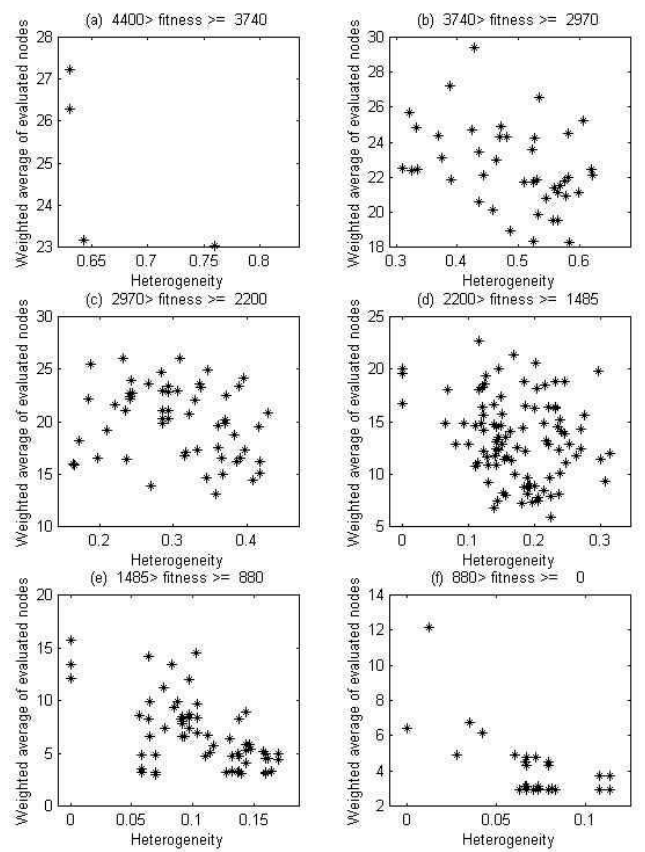 (a) 4400> fitness >= 3740
Weighted average of evaluated nodes
28
27
26
25
24
23
0.65 0.7 0.75 0.8
Heterogeneity
(b) 3740> fitness >= 2970
Weighted average of evaluated nodes
30
28
26
24
22
20
18
0.3 0.4 0.5 0.6
Heterogeneity
(c) 2970> fitness >= 2200
Weighted average of evaluated nodes
30
25
20
15
10
0.2 0.3 0.4
Heterogeneity
(d) 2200> fitness >= 1485
Weighted average of evaluated nodes
25
20
15
10
5
0 0.1 0.2 0.3
Heterogeneity
(e) 1485> fitness >= 880
Weighted average of evaluated nodes
20
15
10
5
0
0 0.05 0.1 0.15
Heterogeneity
(f) 880> fitness >= 0
Weighted average of evaluated nodes
14
12
10
8
6
4
2
0 0.05 0.1
Heterogeneity